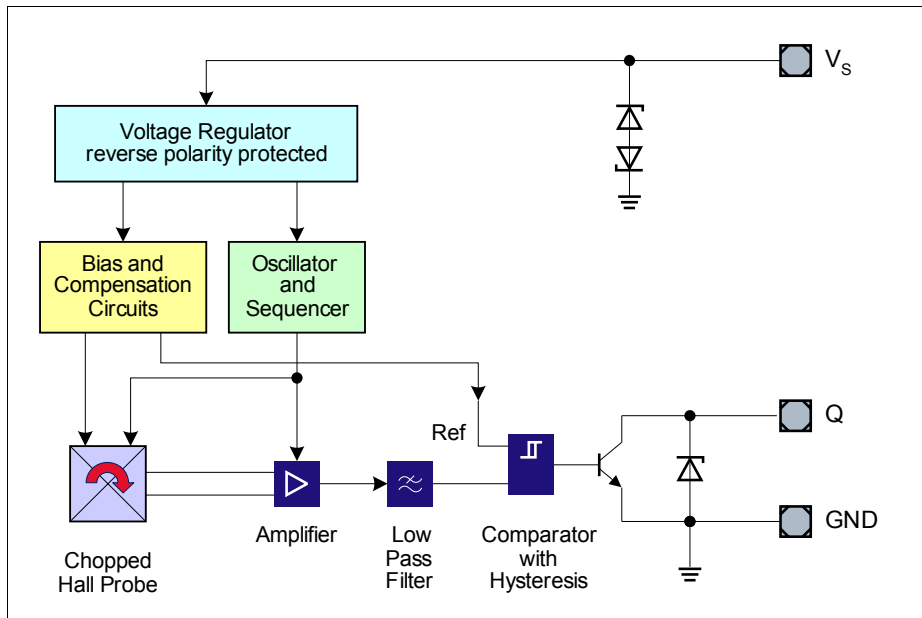 V_S
Voltage Regulator
reverse polarity protected
Bias and
Compensation
Circuits
Oscillator
and
Sequencer
Ref
Q
GND
Amplifier
Low
Pass
Filter
Comparator
with
Hysteresis
Chopped
Hall Probe